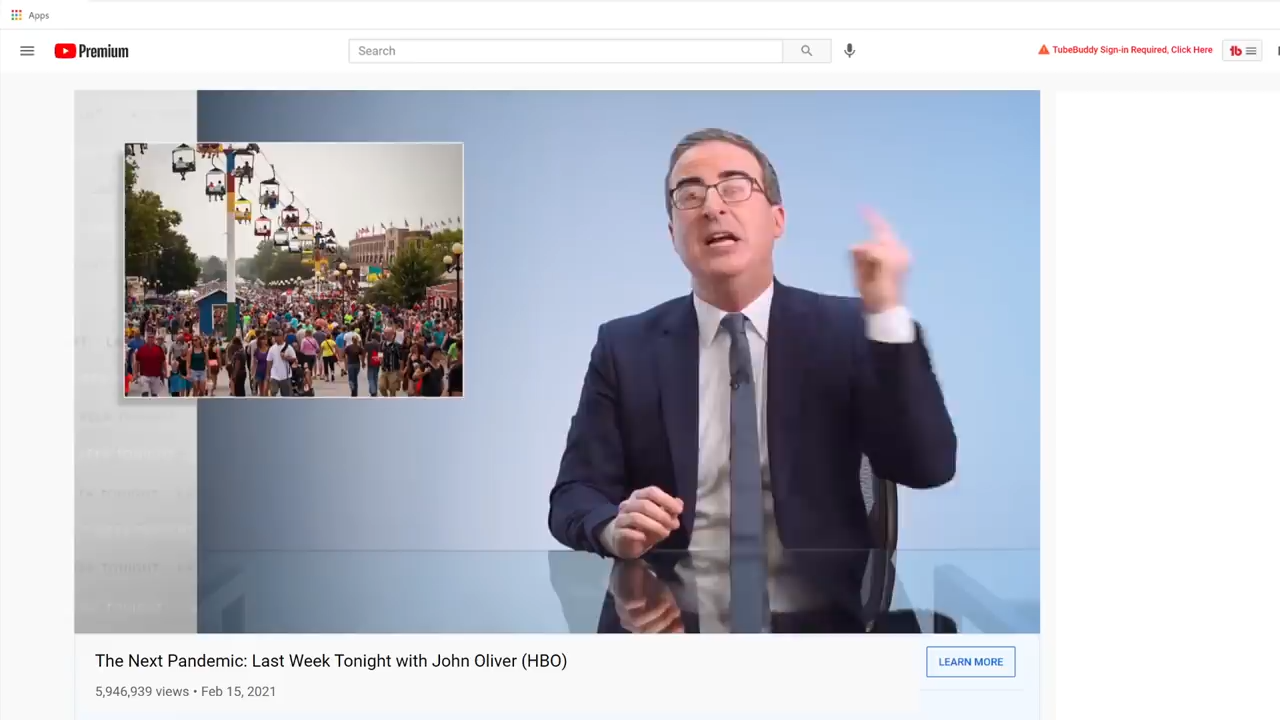 Apps
Premium
Search
TubeBuddy Sign-in Required, Click Here
tb
The Next Pandemic: Last Week Tonight with John Oliver (HBO)
LEARN MORE
5,946,939 views • Feb 15, 2021